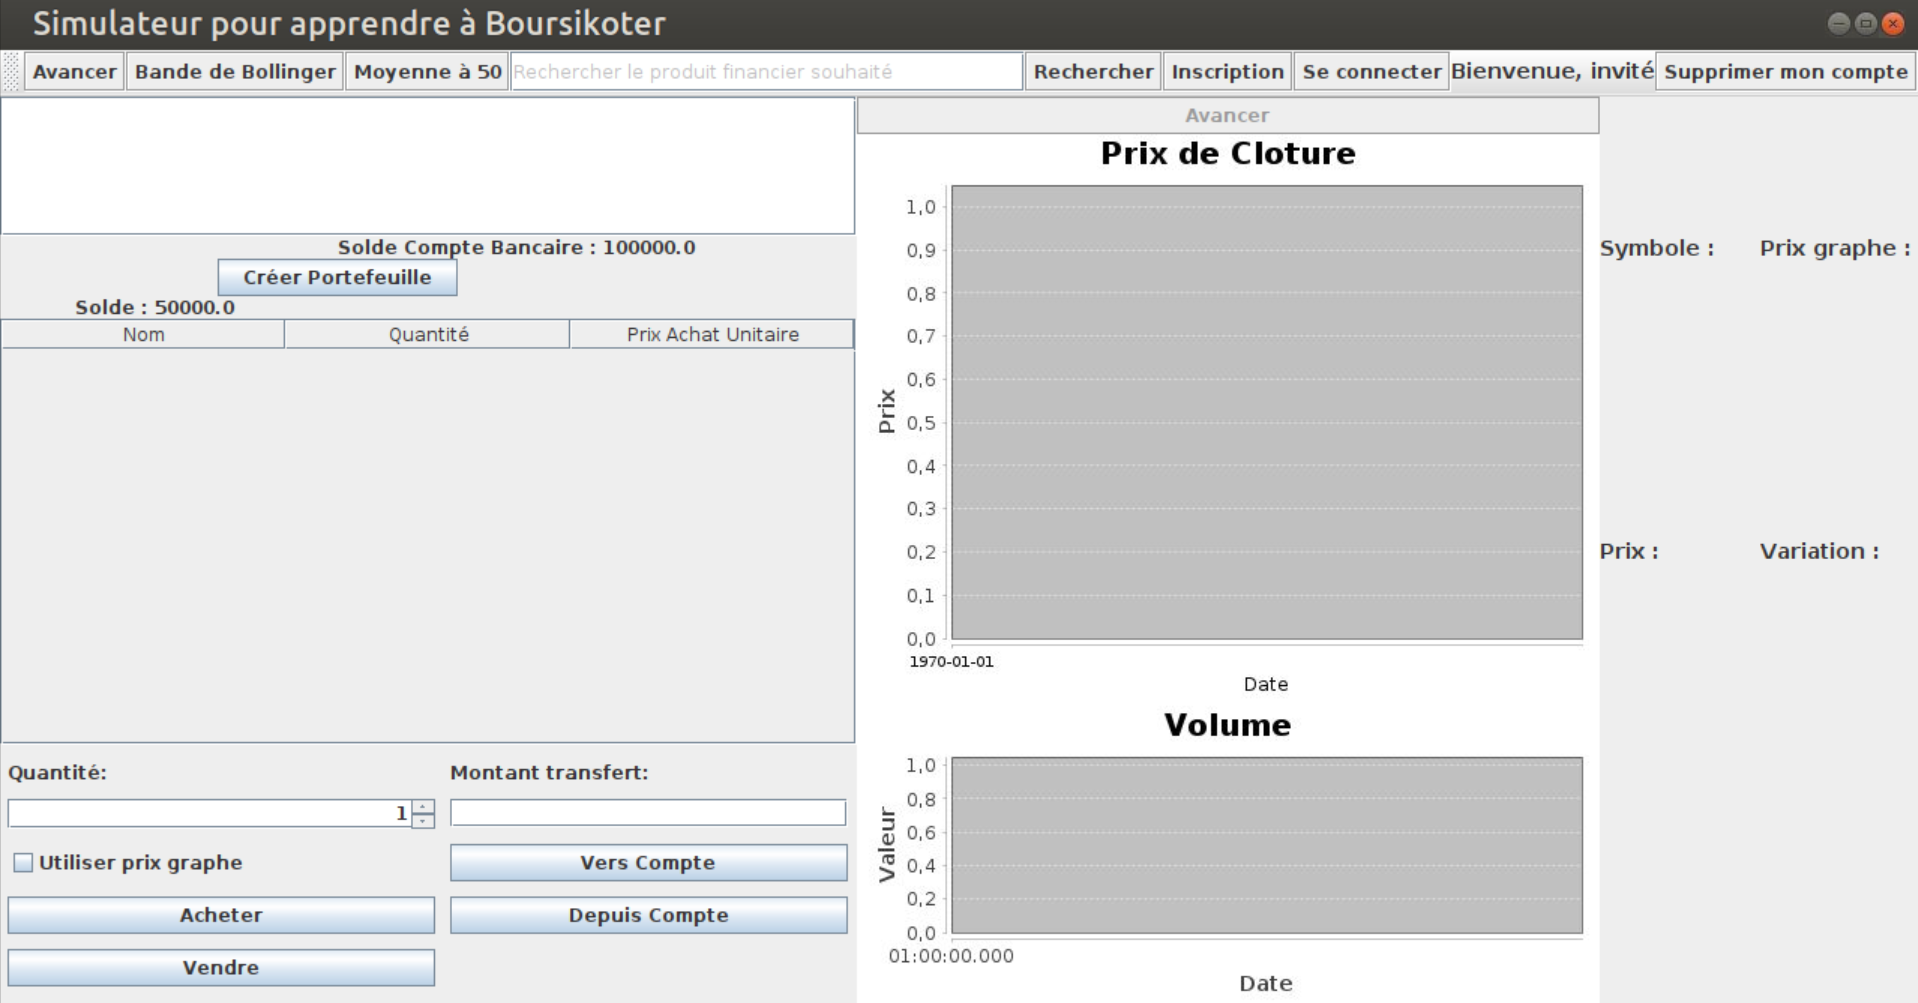 Simulateur pour apprendre à Boursikoter
Avancer Bande de Bollinger Moyenne à 50 Rechercher le produit financier souhaité Rechercher Inscription Se connecter Bienvenue, invité Supprimer mon compte
Solde Compte Bancaire : 100000.0
Créer Portefeuille
Solde : 50000.0
Nom Quantité Prix Achat Unitaire
Quantité:
1
Utiliser prix graphe
Acheter
Vendre
Montant transfert:
Vers Compte
Depuis Compte
Avancer
Prix de Cloture
Prix
1,0
0,9
0,8
0,7
0,6
0,5
0,4
0,3
0,2
0,1
0,0
1970-01-01
Date
Volume
Valeur
1,0
0,8
0,6
0,4
0,2
0,0
01:00:00.000
Date
Symbole : Prix graphe :
Prix : Variation :